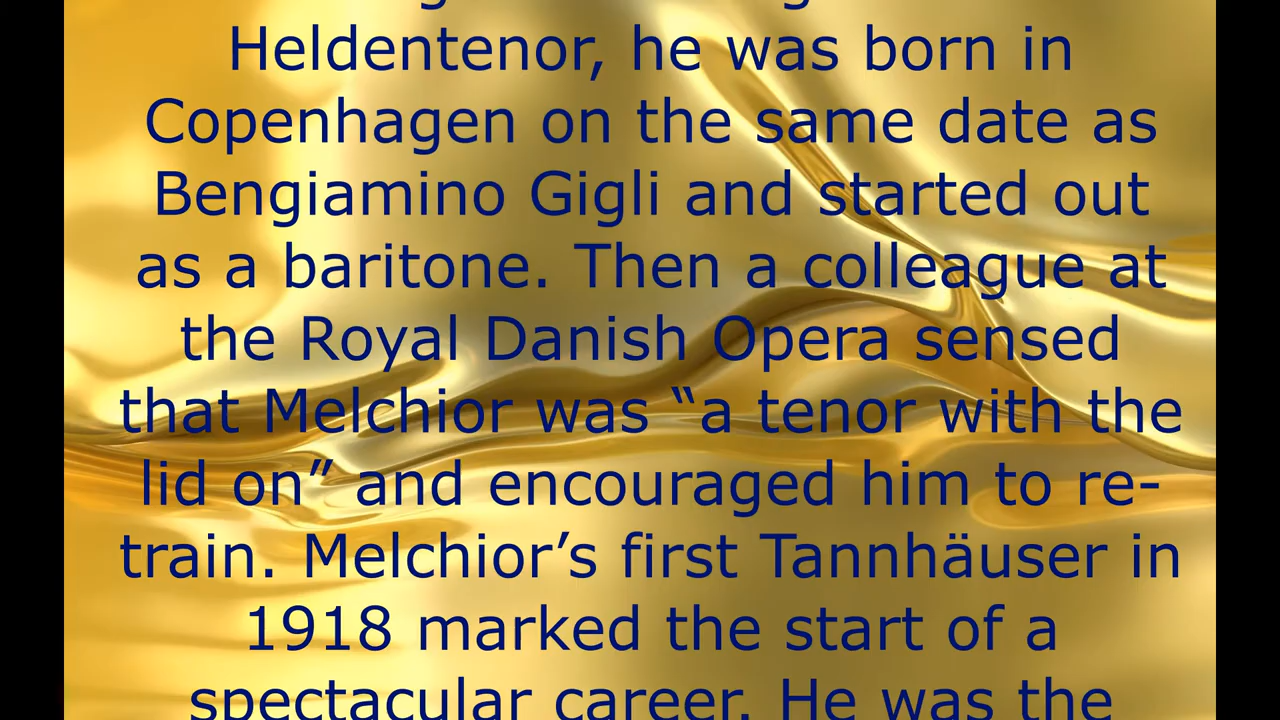 Heldentenor, he was born in
Copenhagen on the same date as
Bengiamino Gigli and started out
as a baritone. Then a colleague at
the Royal Danish Opera sensed
that Melchior was “a tenor with the
lid on” and encouraged him to re-
train. Melchior’s first Tannhäuser in
1918 marked the start of a
spectacular career. He was the